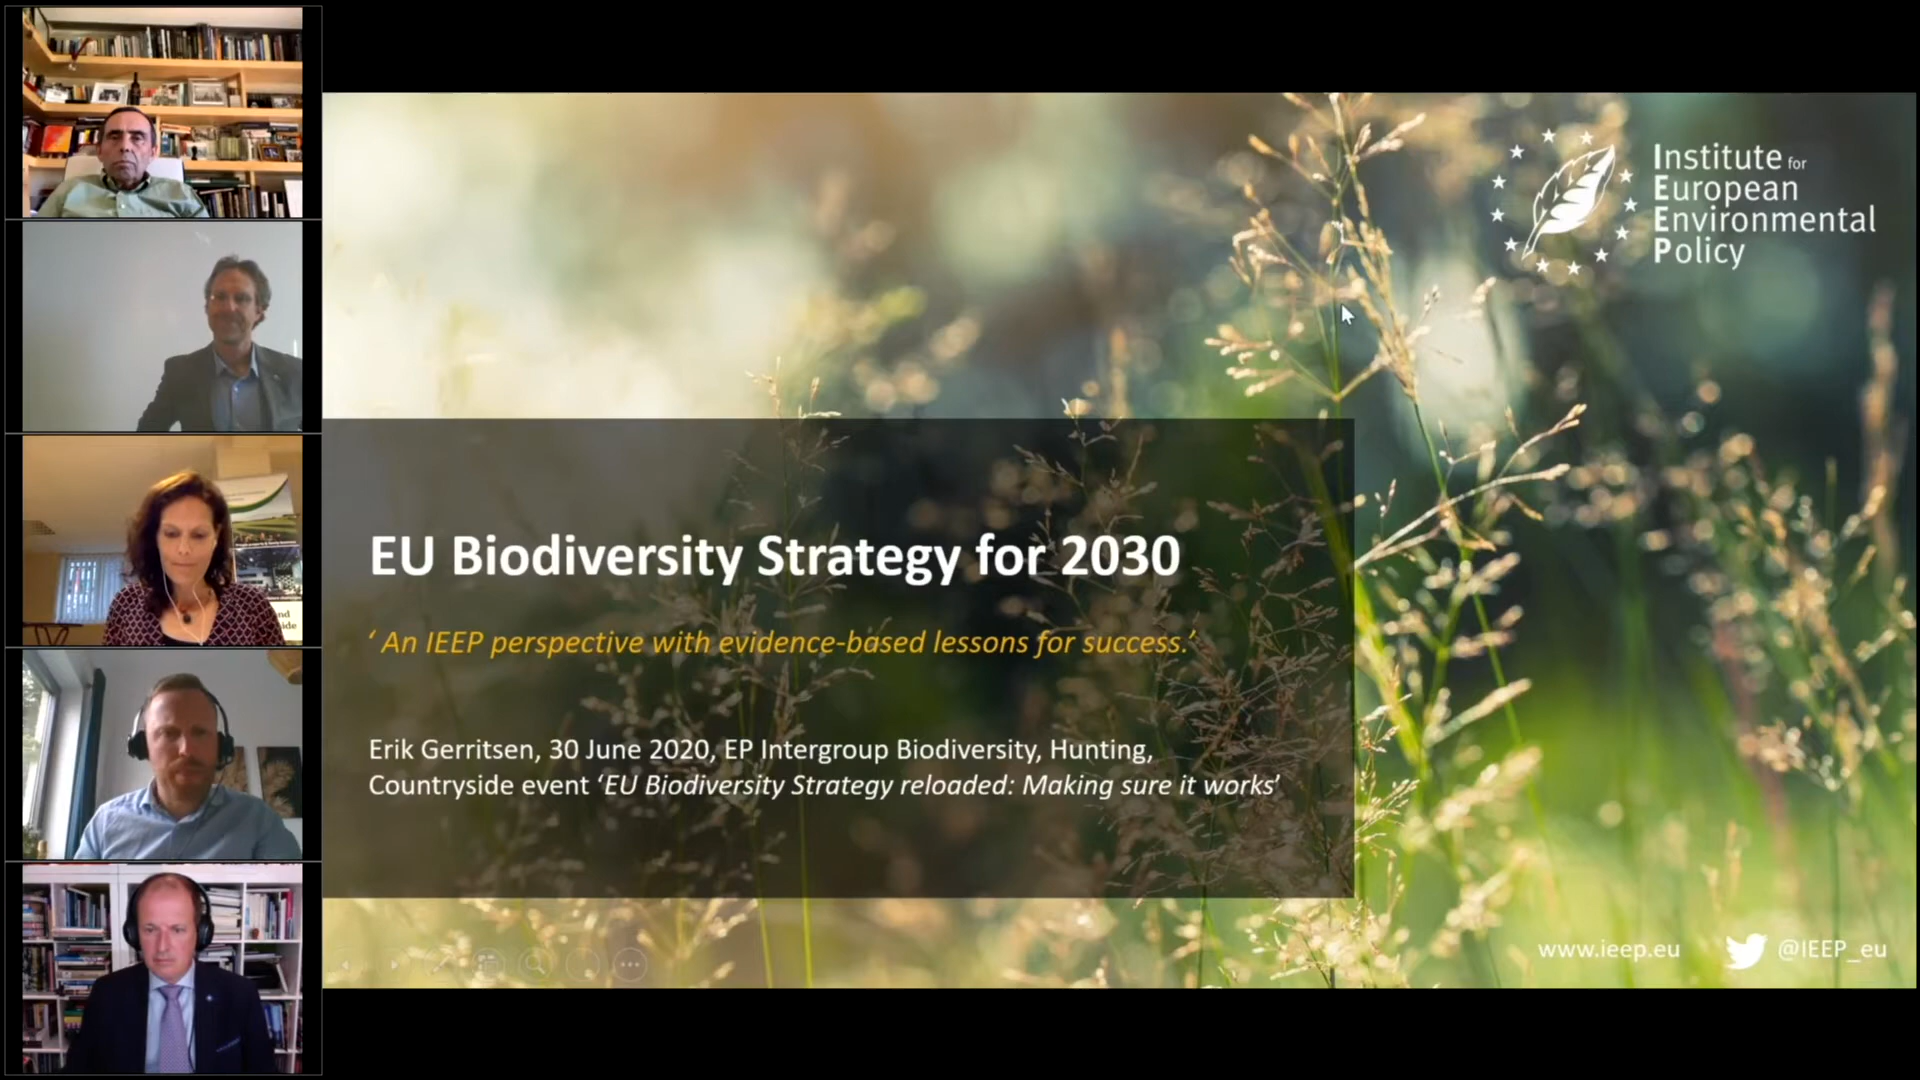 Institute for
European
Environmental
Policy
EU Biodiversity Strategy for 2030
‘ An IEEP perspective with evidence-based lessons for success.’
Erik Gerritsen, 30 June 2020, EP Intergroup Biodiversity, Hunting,
Countryside event ‘EU Biodiversity Strategy reloaded: Making sure it works’
www.ieep.eu
@IEEP_eu